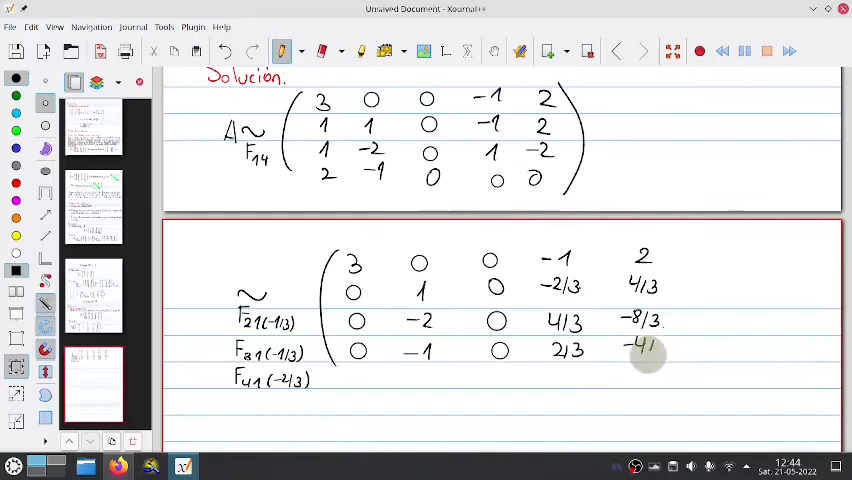 Unsaved Document - Xournal++
File Edit View Navigation Journal Tools Plugin Help
Solución.
3 0 0 -1 2
1 1 0 -1 2
A ~ F14
1 -2 0 1 -2
2 -1 0 0 0
3 0 0 -1 2
~ 0 1 0 -2/3 4/3
F21(-1/3) 0 -2 0 4/3 -8/3
F31(-1/3) 0 -1 0 2/3 -4/
F41(-2/3)
EN 12:44
Sat. 21-05-2022